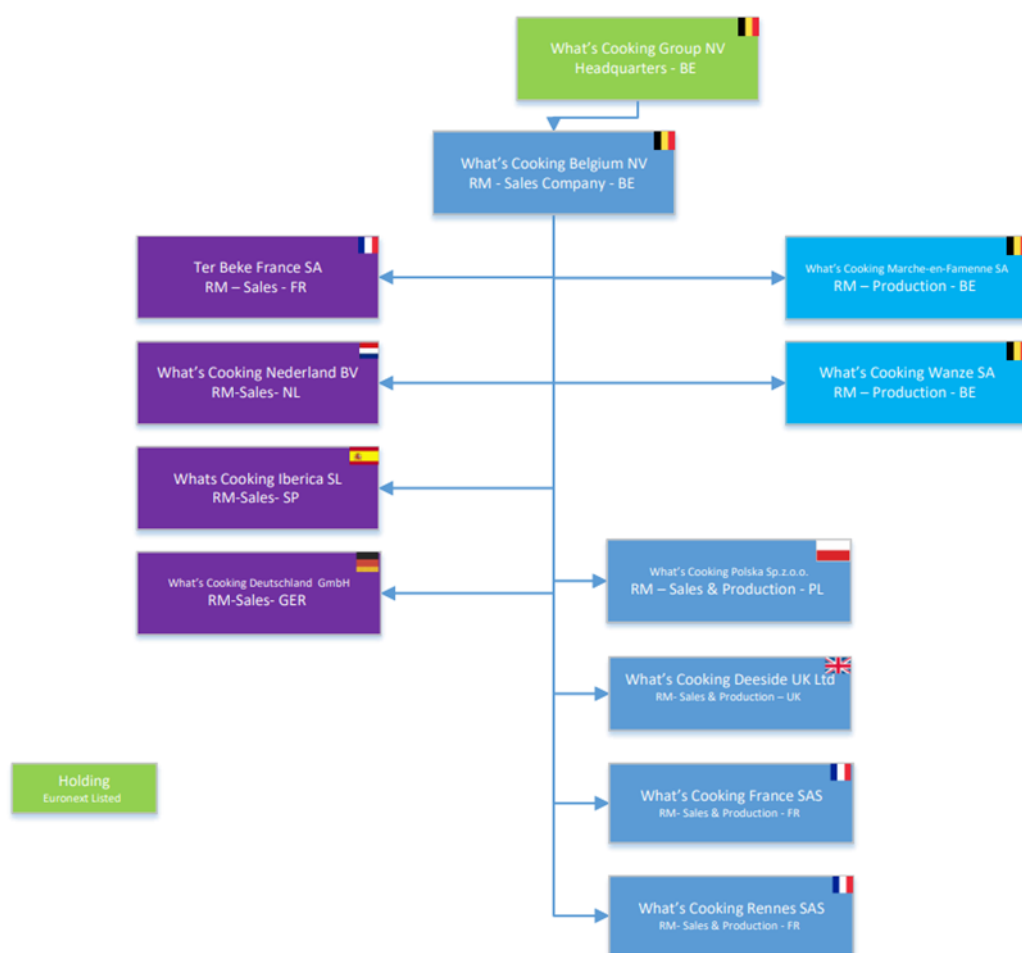 What's Cooking Group NV
Headquarters - BE
What's Cooking Belgium NV
RM - Sales Company - BE
Ter Beke France SA
RM – Sales - FR
What's Cooking Marche-en-Famenne SA
RM – Production - BE
What's Cooking Nederland BV
RM-Sales- NL
What's Cooking Wanze SA
RM – Production - BE
Whats Cooking Iberica SL
RM-Sales- SP
What's Cooking Deutschland GmbH
RM-Sales- GER
What's Cooking Polska Sp.z.o.o.
RM – Sales & Production - PL
What's Cooking Deeside UK Ltd
RM- Sales & Production – UK
Holding
Euronext Listed
What's Cooking France SAS
RM- Sales & Production - FR
What's Cooking Rennes SAS
RM- Sales & Production - FR